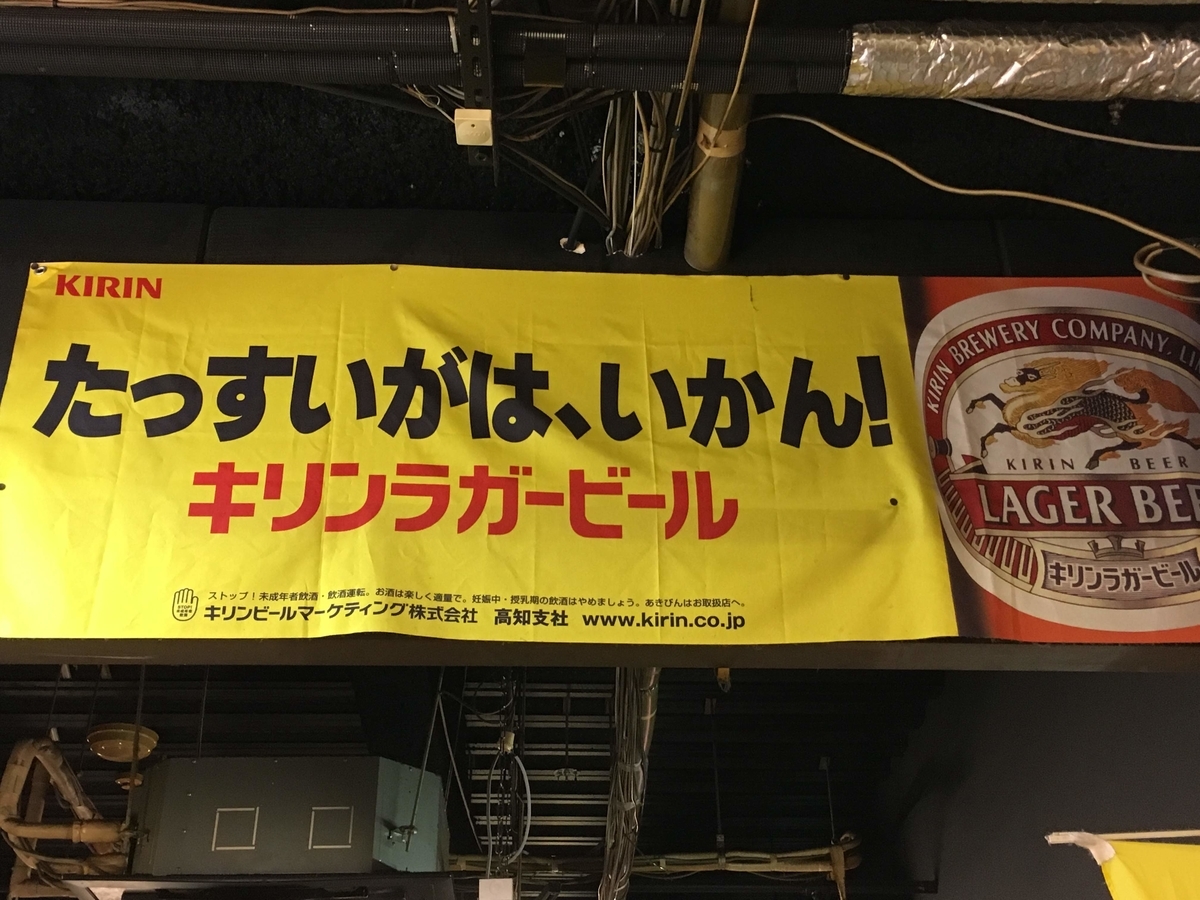 KIRIN
たっすいがは、いかん!
キリンラガービール
ストップ!未成年者飲酒・飲酒運転。お酒は楽しく適量で。妊娠中・授乳期の飲酒はやめましょう。あきびんはお取扱店へ。
キリンビールマーケティング株式会社 高知支社 www.kirin.co.jp
KIRIN BREWERY COMPANY,
KIRIN BEER
LAGER
キリンラガービール